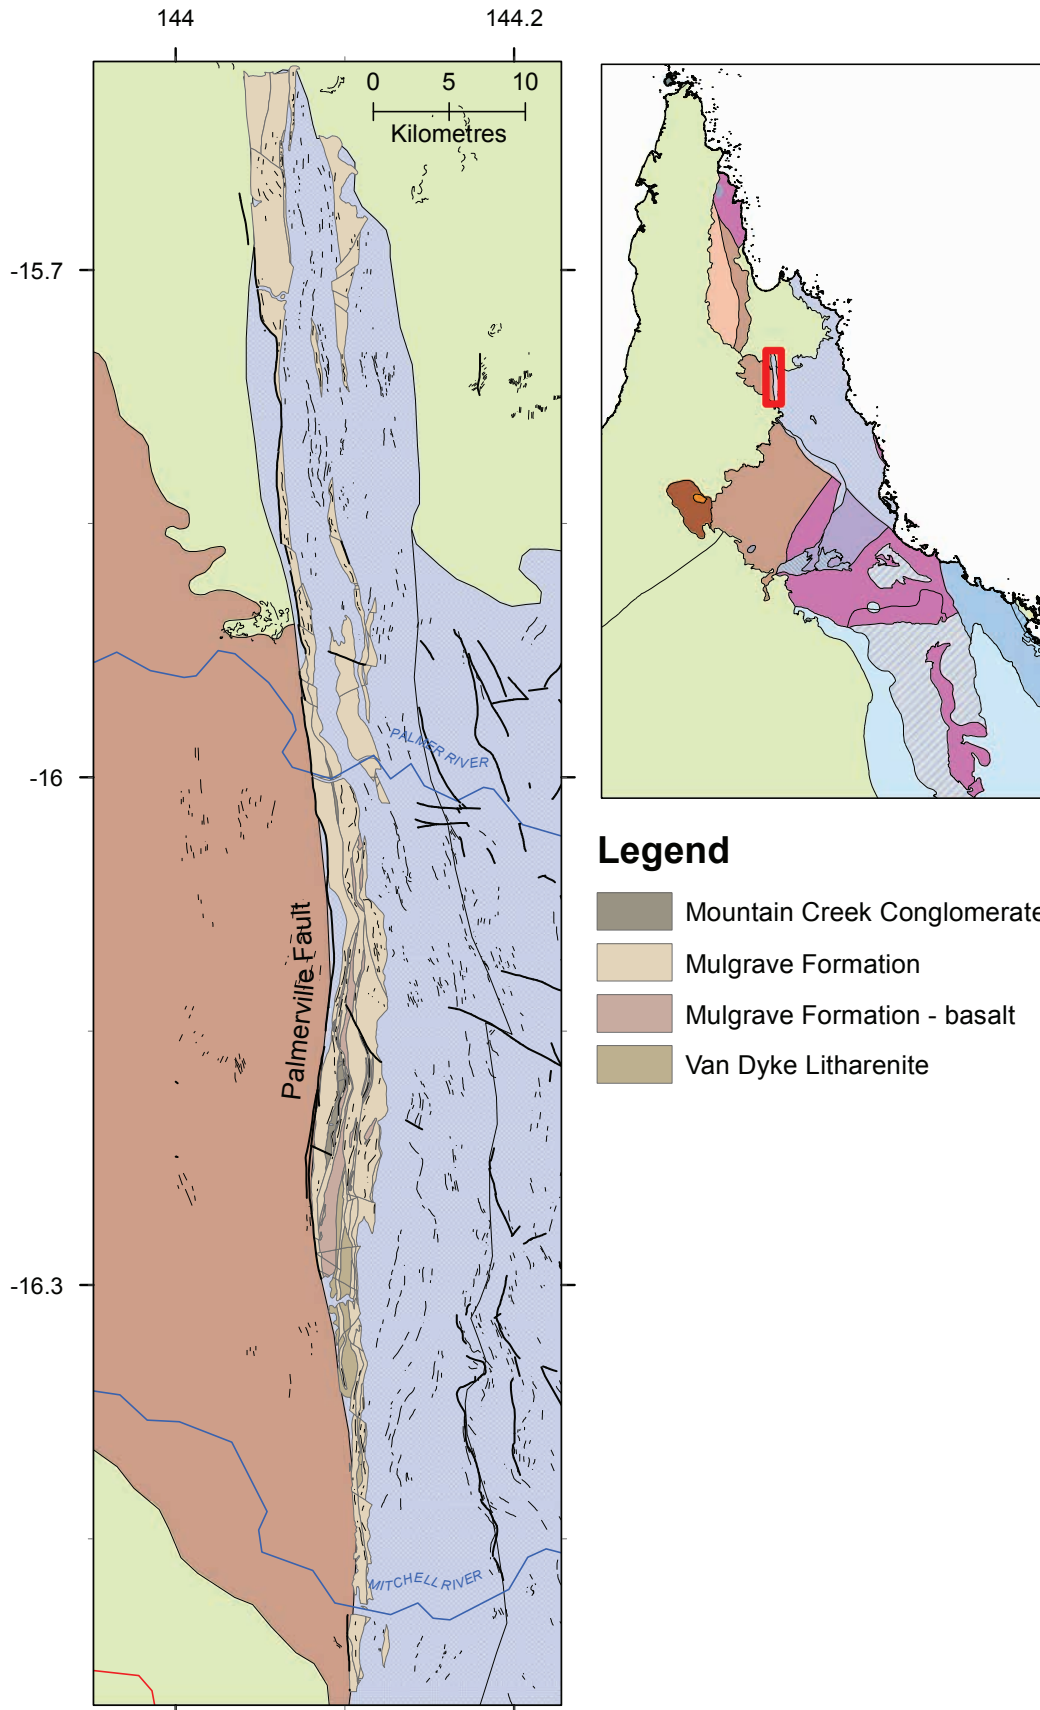 144
144.2
0 5 10
Kilometres
-15.7
-16
-16.3
PALMER RIVER
Palmerville Fault
MITCHELL RIVER
Legend
Mountain Creek Conglomerate
Mulgrave Formation
Mulgrave Formation - basalt
Van Dyke Litharenite